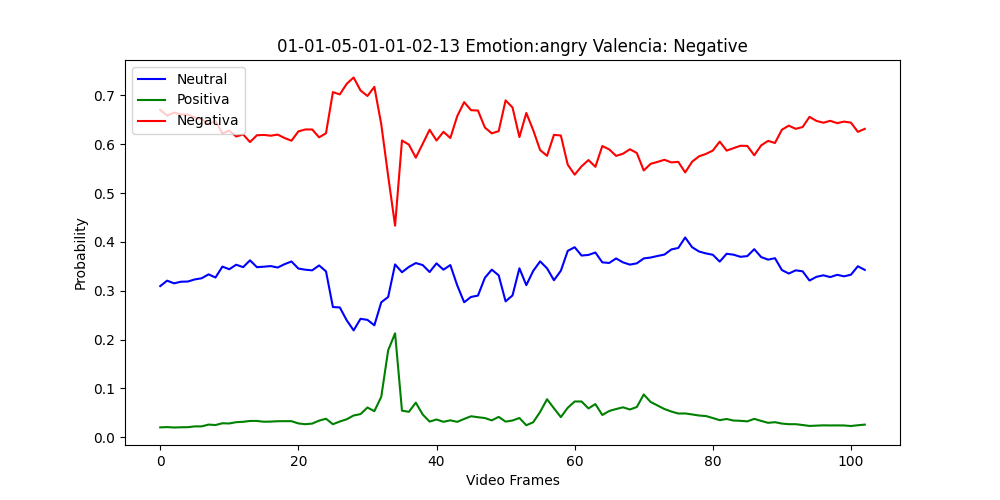 01-01-05-01-01-02-13 Emotion:angry Valencia: Negative
Neutral
Positiva
Negativa
Probability
0.7
0.6
0.5
0.4
0.3
0.2
0.1
0.0
0 20 40 60 80 100
Video Frames